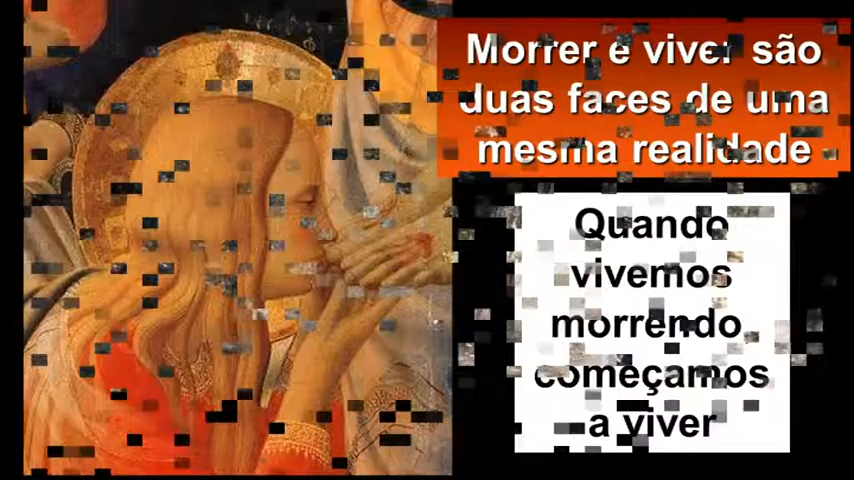 Morrer e viver são
duas faces de uma
mesma realidade
Quando
vivemos
morrendo
começamos
a viver